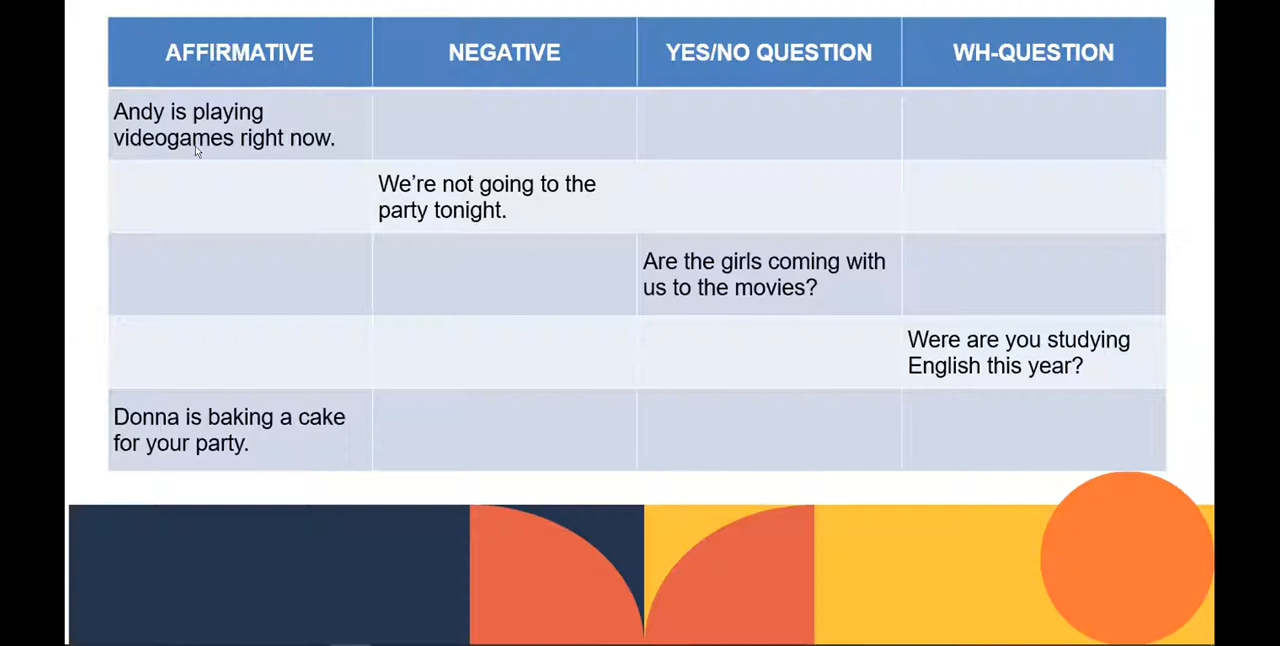 AFFIRMATIVE
NEGATIVE
YES/NO QUESTION
WH-QUESTION
Andy is playing
videogames right now.
We’re not going to the
party tonight.
Are the girls coming with
us to the movies?
Were are you studying
English this year?
Donna is baking a cake
for your party.